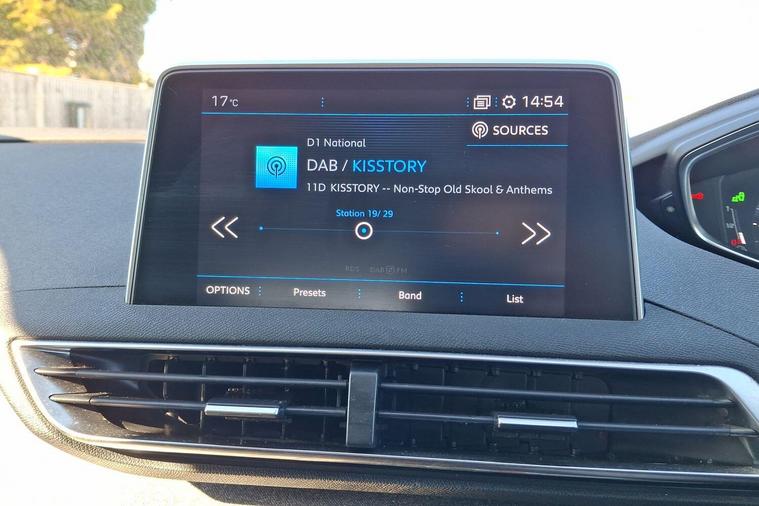 17°C 14:54
SOURCES
D1 National
DAB / KISSTORY
11D KISSTORY -- Non-Stop Old Skool & Anthems
Station 19/ 29
RDS DAB FM
OPTIONS Presets Band List